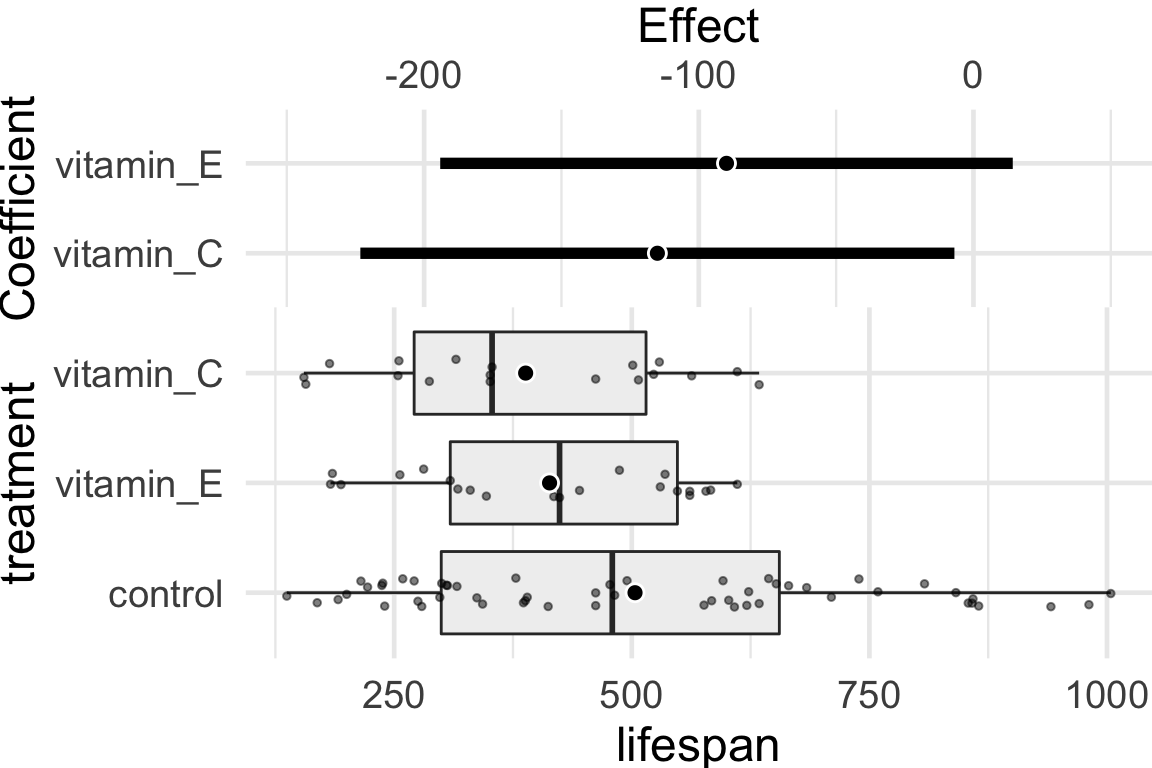 Effect
-200 -100 0
Coefficient
vitamin_E
vitamin_C
treatment
vitamin_C
vitamin_E
control
250 500 750 1000
lifespan